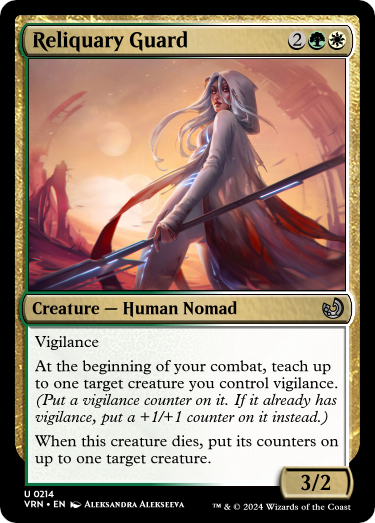 Reliquary Guard 2
Creature — Human Nomad
Vigilance
At the beginning of your combat, teach up
to one target creature you control vigilance.
(Put a vigilance counter on it. If it already has
vigilance, put a +1/+1 counter on it instead.)
When this creature dies, put its counters on
up to one target creature.
3/2
U 0214
VRN • EN Aleksandra Alekseeva ™ & © 2024 Wizards of the Coast